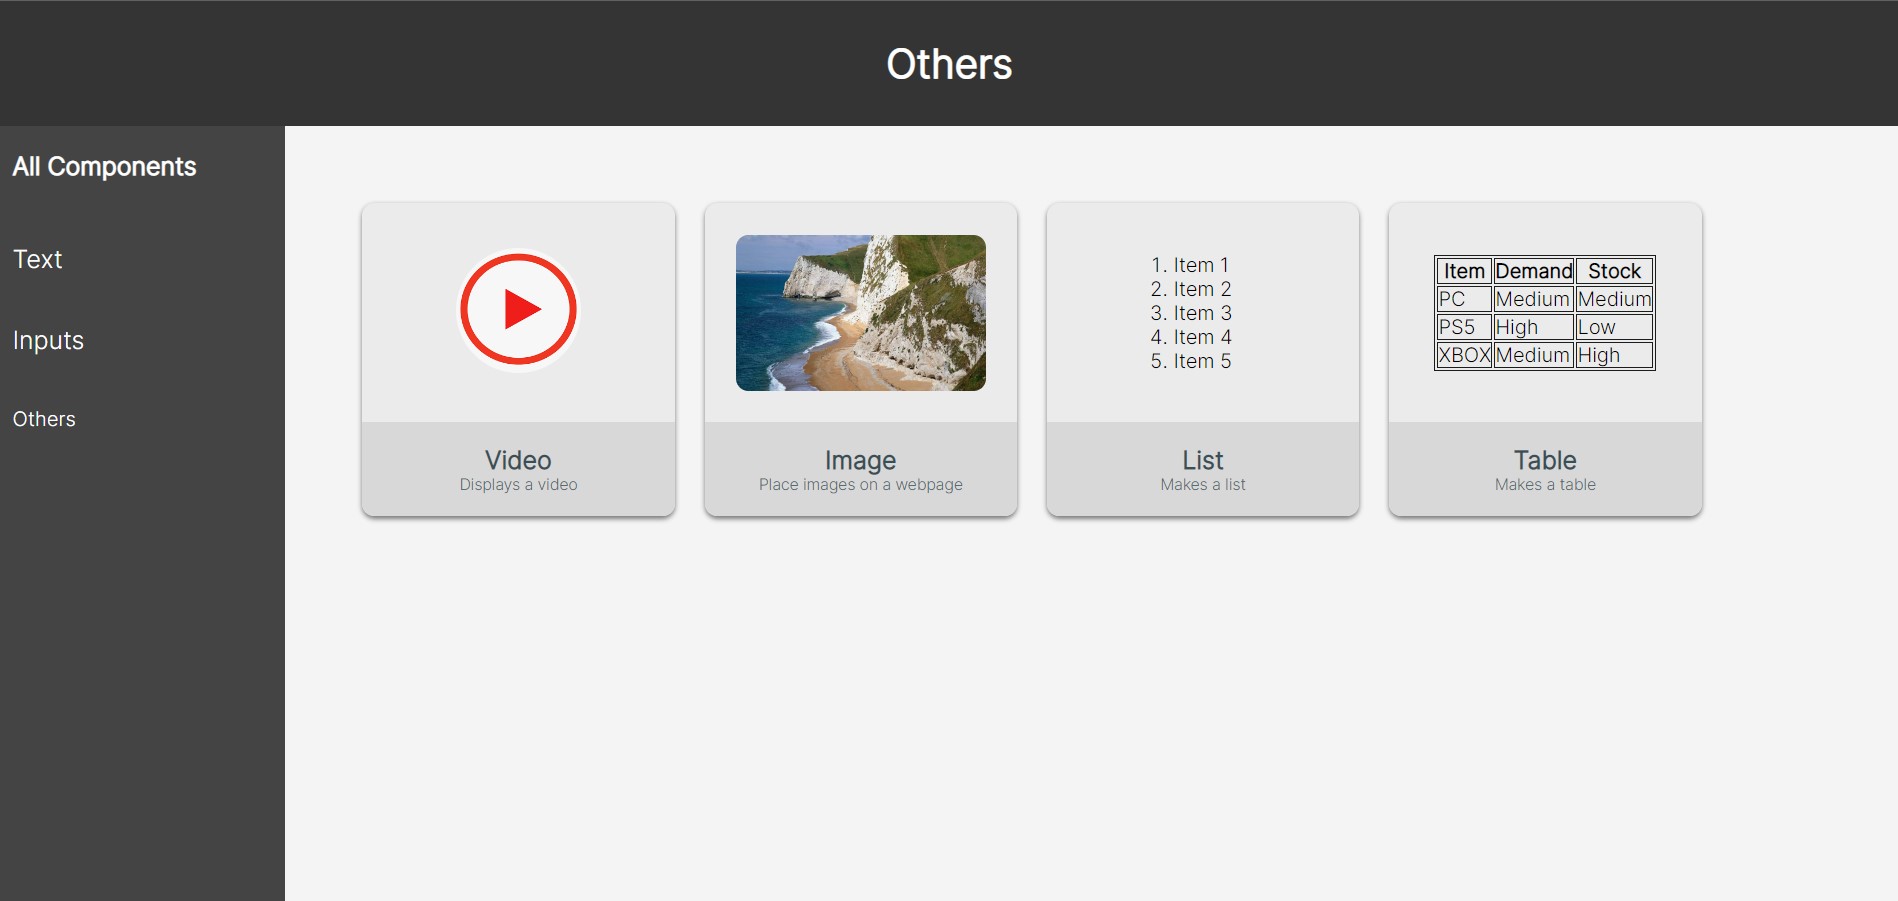 Others
All Components
Text
Inputs
Others
Video
Displays a video
Image
Place images on a webpage
1. Item 1
2. Item 2
3. Item 3
4. Item 4
5. Item 5
List
Makes a list
Item Demand Stock
PC Medium Medium
PS5 High Low
XBOX Medium High
Table
Makes a table